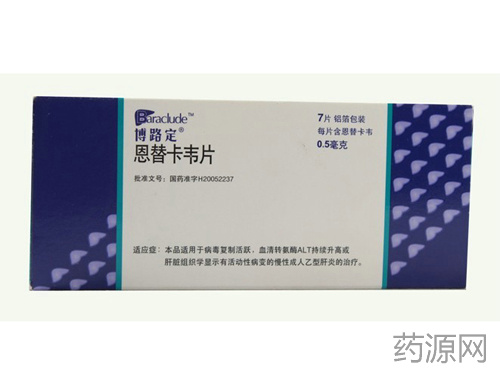 Baraclude™
博路定®
恩替卡韦片
批准文号：国药准字H20052237
7片 铝箔包装
每片含恩替卡韦
0.5毫克
适应症：本品适用于病毒复制活跃，血清转氨酶ALT持续升高或
肝脏组织学显示有活动性病变的慢性成人乙型肝炎的治疗。
药源网